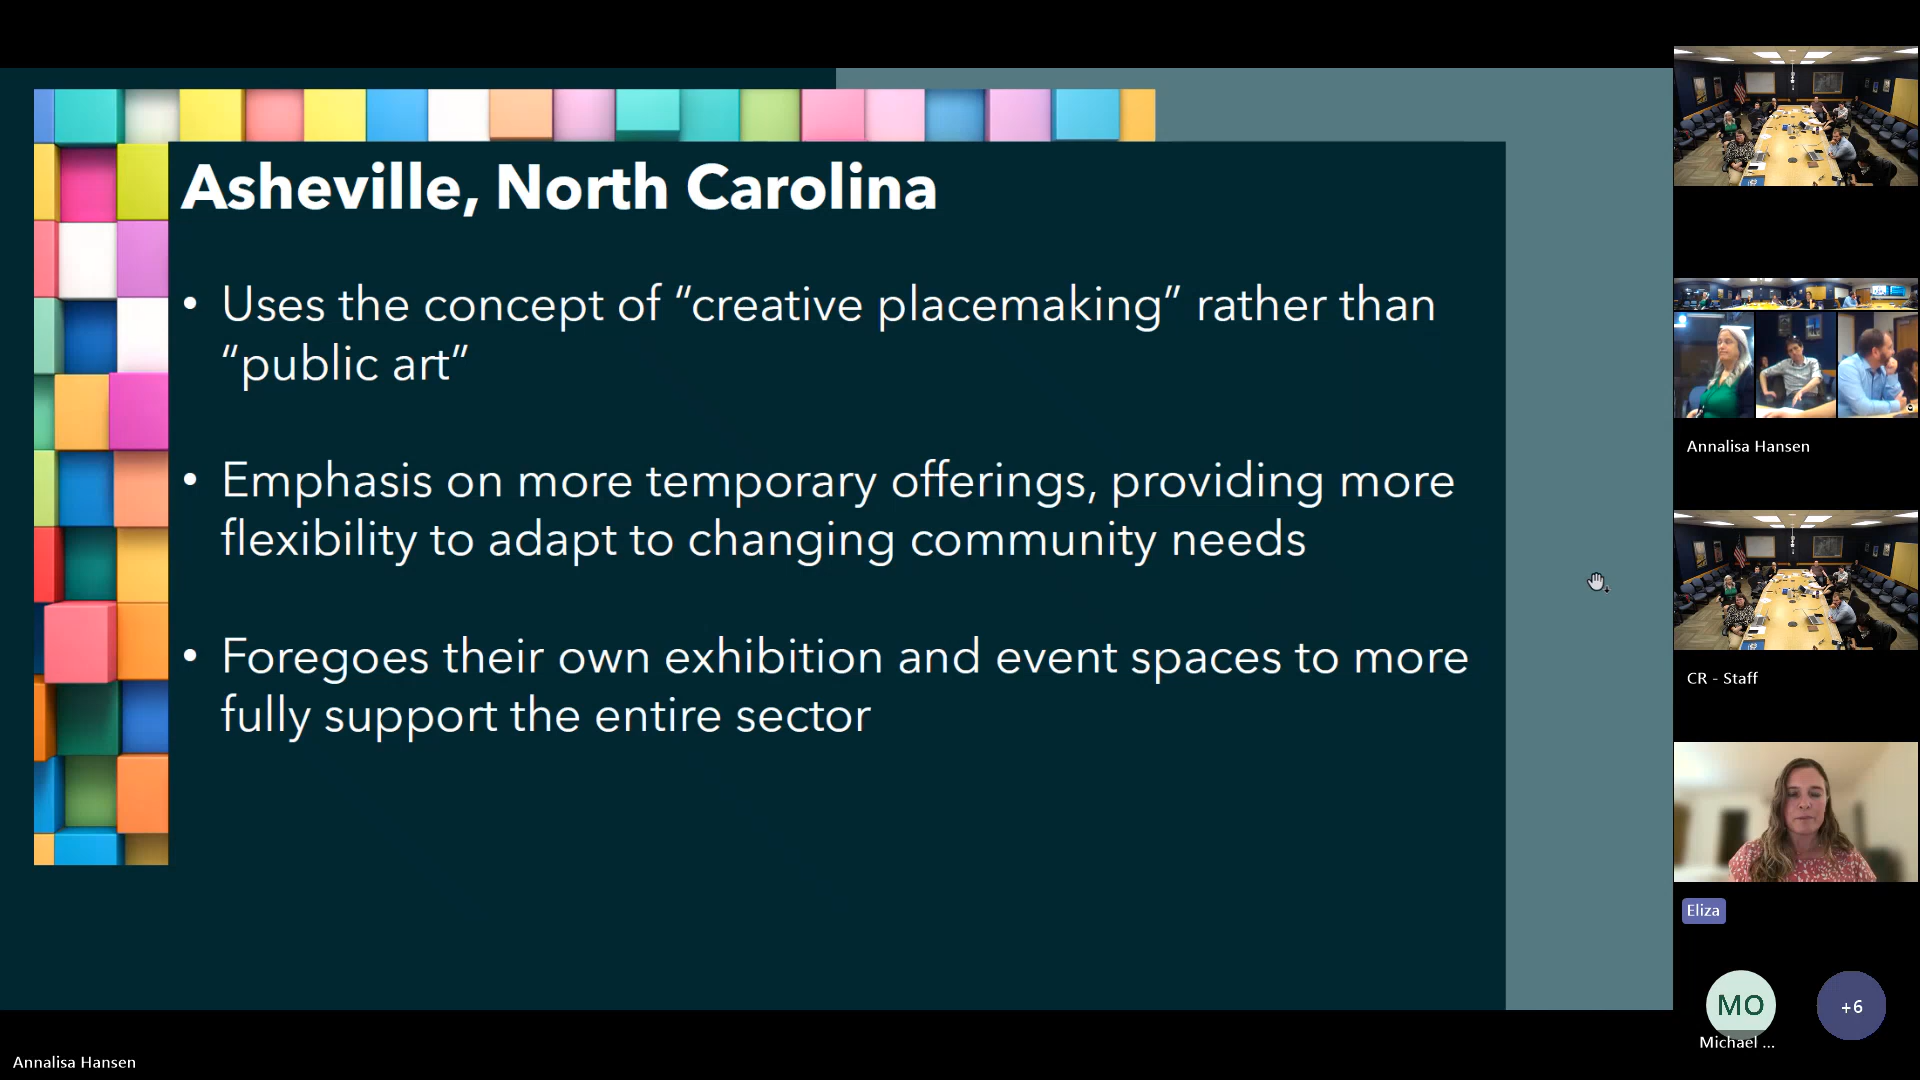 Asheville, North Carolina
• Uses the concept of “creative placemaking” rather than
“public art”
• Emphasis on more temporary offerings, providing more
flexibility to adapt to changing community needs
• Foregoes their own exhibition and event spaces to more
fully support the entire sector
Annalisa Hansen
CR - Staff
Eliza
MO
+6
Michael ...
Annalisa Hansen